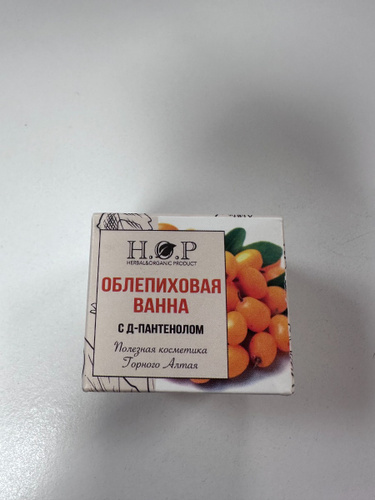 H.O.P
HERBAL&ORGANIC PRODUCT
ОБЛЕПИХОВАЯ
ВАННА
С Д-ПАНТЕНОЛОМ
Полезная косметика
Горного Алтая